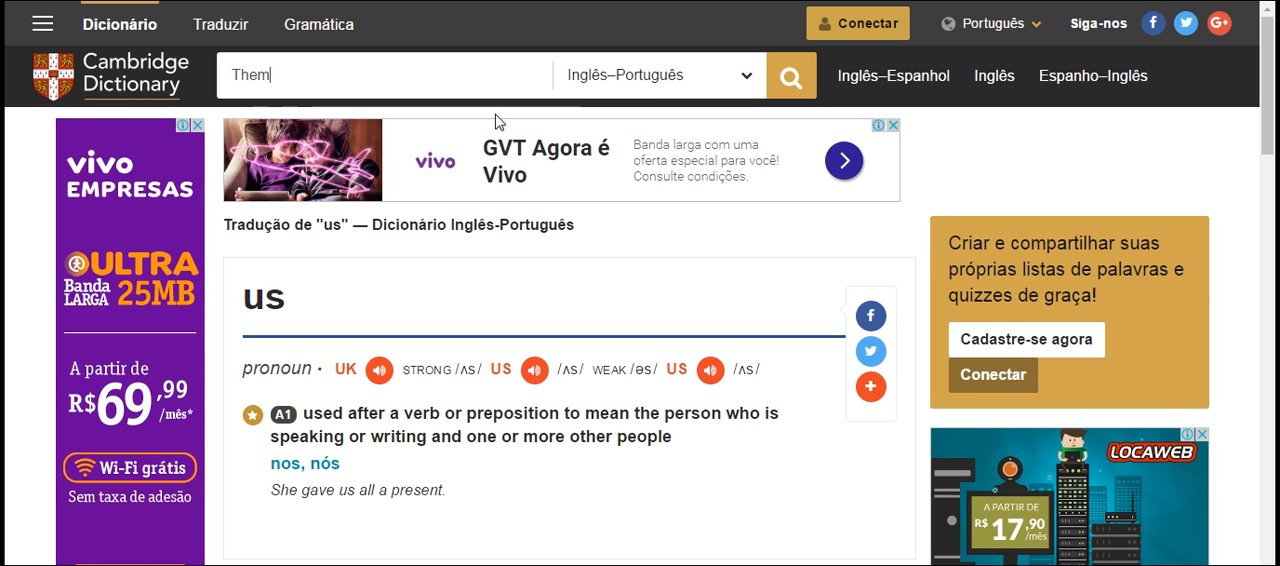 Dicionário Traduzir Gramática Conectar Português Siga-nos
Cambridge
Dictionary
Them Inglês–Português Inglês–Espanhol Inglês Espanho–Inglês
vivo
EMPRESAS
ULTRA
Banda
LARGA 25MB
A partir de
R$69,99
/mês*
Wi-Fi grátis
Sem taxa de adesão
vivo
GVT Agora é
Vivo
Banda larga com uma
oferta especial para você!
Consulte condições.
Tradução de "us" — Dicionário Inglês-Português
us
pronoun · UK STRONG /ʌs/ US /ʌs/ WEAK /əs/ US /ʌs/
A1 used after a verb or preposition to mean the person who is
speaking or writing and one or more other people
nos, nós
She gave us all a present.
Criar e compartilhar suas
próprias listas de palavras e
quizzes de graça!
Cadastre-se agora
Conectar
LOCAWEB
A PARTIR DE
R$17,90
/mês